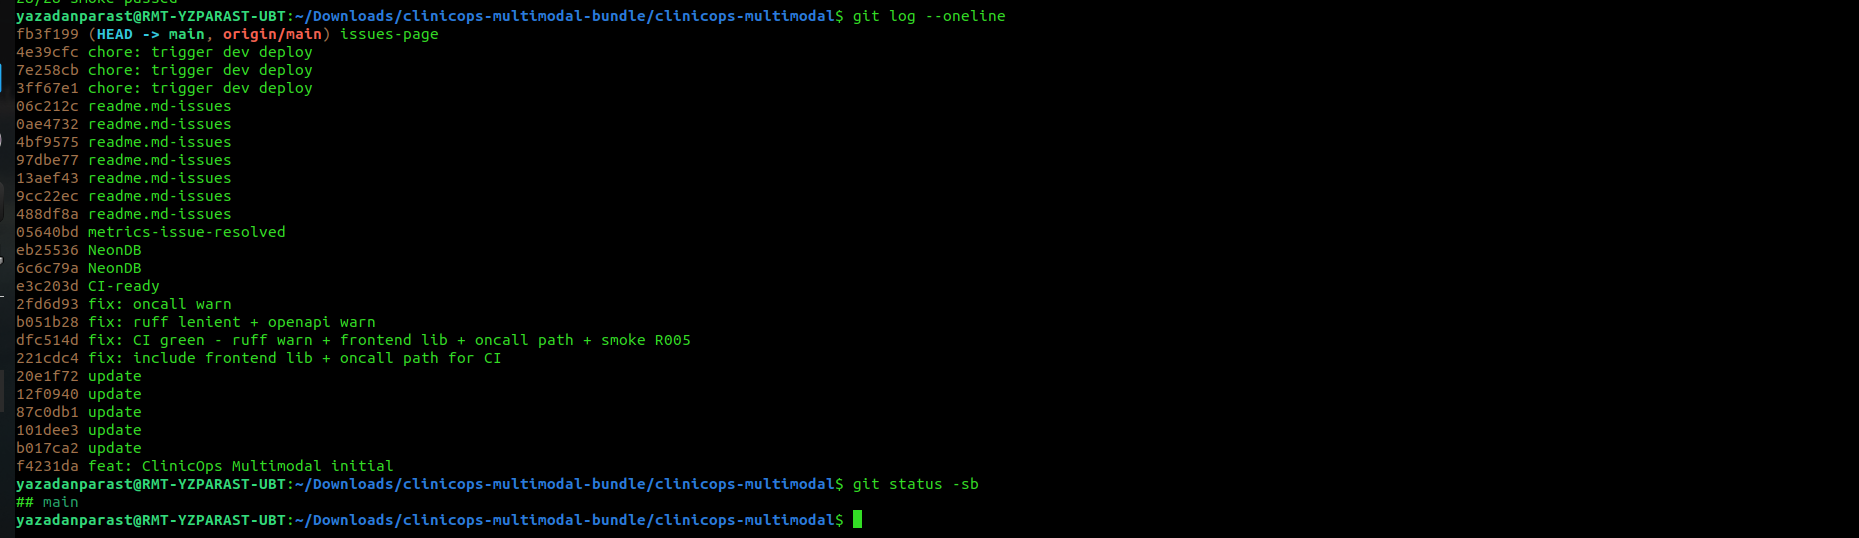 28/28 smoke passed
yazadanparast@RMT-YZPARAST-UBT:~/Downloads/clinicops-multimodal-bundle/clinicops-multimodal$ git log --oneline
fb3f199 (HEAD -> main, origin/main) issues-page
4e39cfc chore: trigger dev deploy
7e258cb chore: trigger dev deploy
3ff67e1 chore: trigger dev deploy
06c212c readme.md-issues
0ae4732 readme.md-issues
4bf9575 readme.md-issues
97dbe77 readme.md-issues
13aef43 readme.md-issues
9cc22ec readme.md-issues
488df8a readme.md-issues
05640bd metrics-issue-resolved
eb25536 NeonDB
6c6c79a NeonDB
e3c203d CI-ready
2fd6d93 fix: oncall warn
b051b28 fix: ruff lenient + openapi warn
dfc514d fix: CI green - ruff warn + frontend lib + oncall path + smoke R005
221cdc4 fix: include frontend lib + oncall path for CI
20e1f72 update
12f0940 update
87c0db1 update
101dee3 update
b017ca2 update
f4231da feat: ClinicOps Multimodal initial
yazadanparast@RMT-YZPARAST-UBT:~/Downloads/clinicops-multimodal-bundle/clinicops-multimodal$ git status -sb
## main
yazadanparast@RMT-YZPARAST-UBT:~/Downloads/clinicops-multimodal-bundle/clinicops-multimodal$